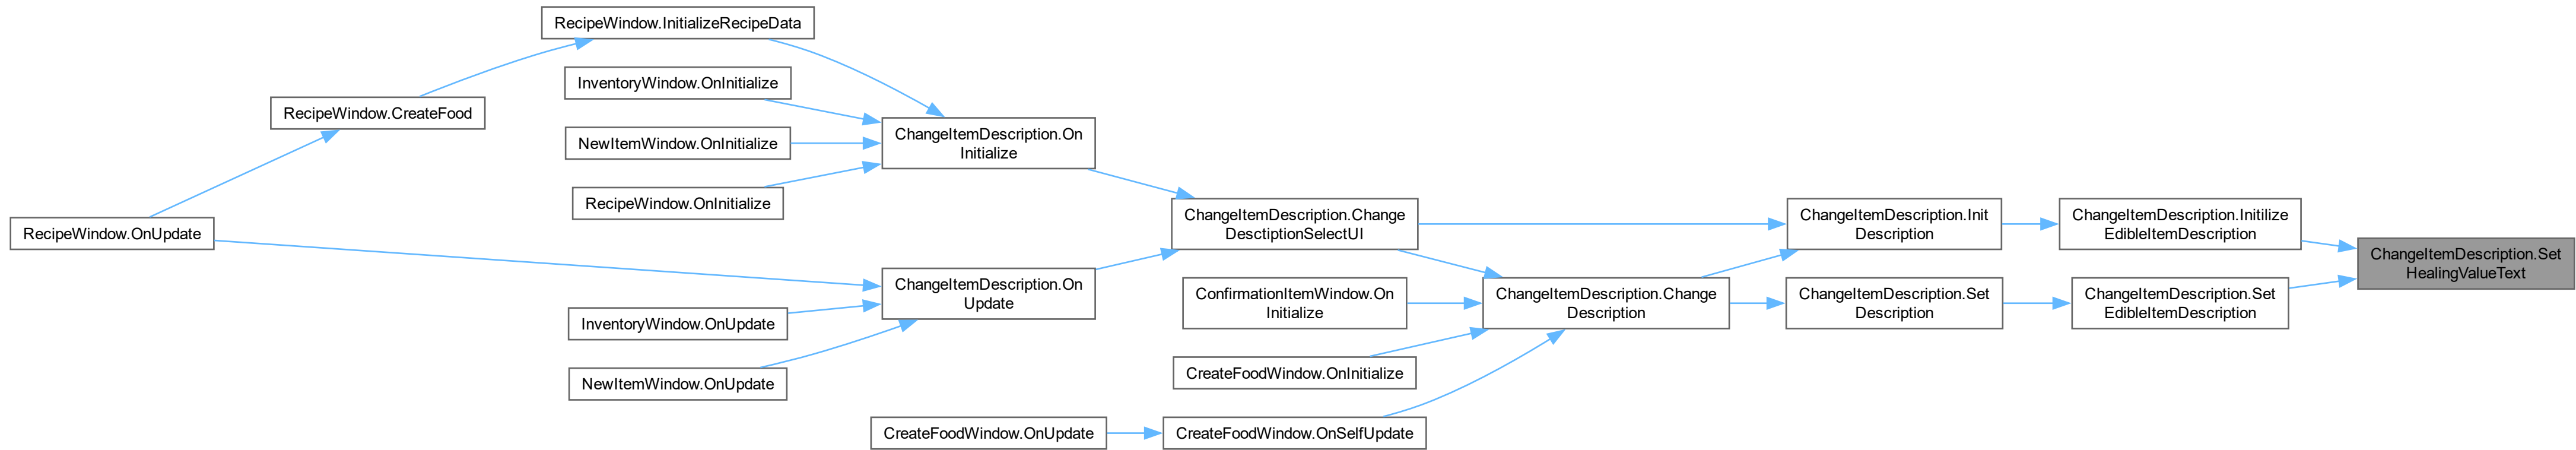 RecipeWindow.InitializeRecipeData
InventoryWindow.OnInitialize
RecipeWindow.CreateFood
ChangeItemDescription.On
Initialize
NewItemWindow.OnInitialize
RecipeWindow.OnInitialize
RecipeWindow.OnUpdate
ChangeItemDescription.Change
DesctiptionSelectUI
ChangeItemDescription.Init
Description
ChangeItemDescription.Initilize
EdibleItemDescription
ChangeItemDescription.Set
HealingValueText
ChangeItemDescription.On
Update
ConfirmationItemWindow.On
Initialize
ChangeItemDescription.Change
Description
ChangeItemDescription.Set
Description
ChangeItemDescription.Set
EdibleItemDescription
InventoryWindow.OnUpdate
NewItemWindow.OnUpdate
CreateFoodWindow.OnInitialize
CreateFoodWindow.OnUpdate
CreateFoodWindow.OnSelfUpdate